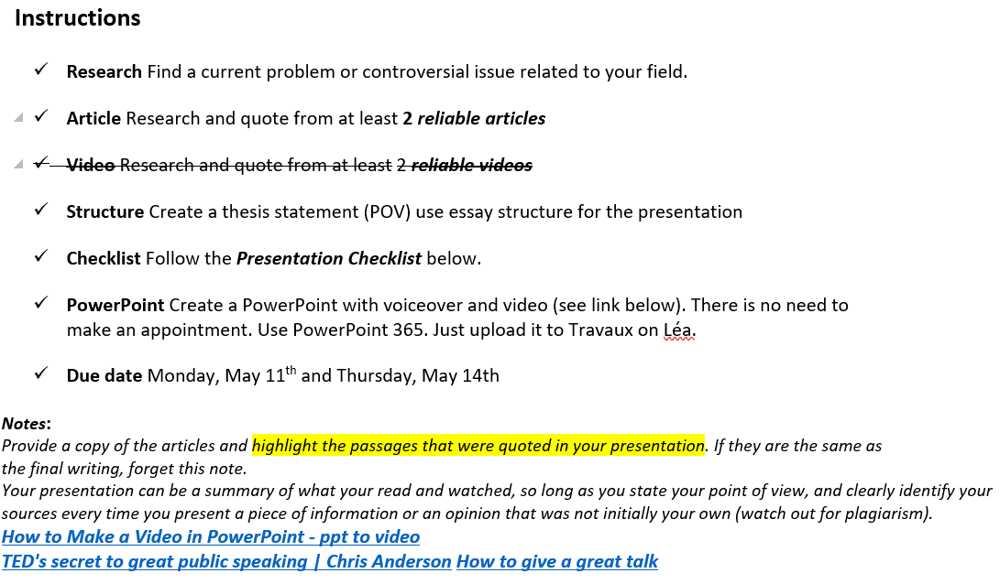 Instructions
✓ Research Find a current problem or controversial issue related to your field.
✓ Article Research and quote from at least 2 reliable articles
✓ Video Research and quote from at least 2 reliable videos
✓ Structure Create a thesis statement (POV) use essay structure for the presentation
✓ Checklist Follow the Presentation Checklist below.
✓ PowerPoint Create a PowerPoint with voiceover and video (see link below). There is no need to
make an appointment. Use PowerPoint 365. Just upload it to Travaux on Léa.
✓ Due date Monday, May 11th and Thursday, May 14th
Notes:
Provide a copy of the articles and highlight the passages that were quoted in your presentation. If they are the same as
the final writing, forget this note.
Your presentation can be a summary of what your read and watched, so long as you state your point of view, and clearly identify your
sources every time you present a piece of information or an opinion that was not initially your own (watch out for plagiarism).
How to Make a Video in PowerPoint - ppt to video
TED's secret to great public speaking | Chris Anderson How to give a great talk